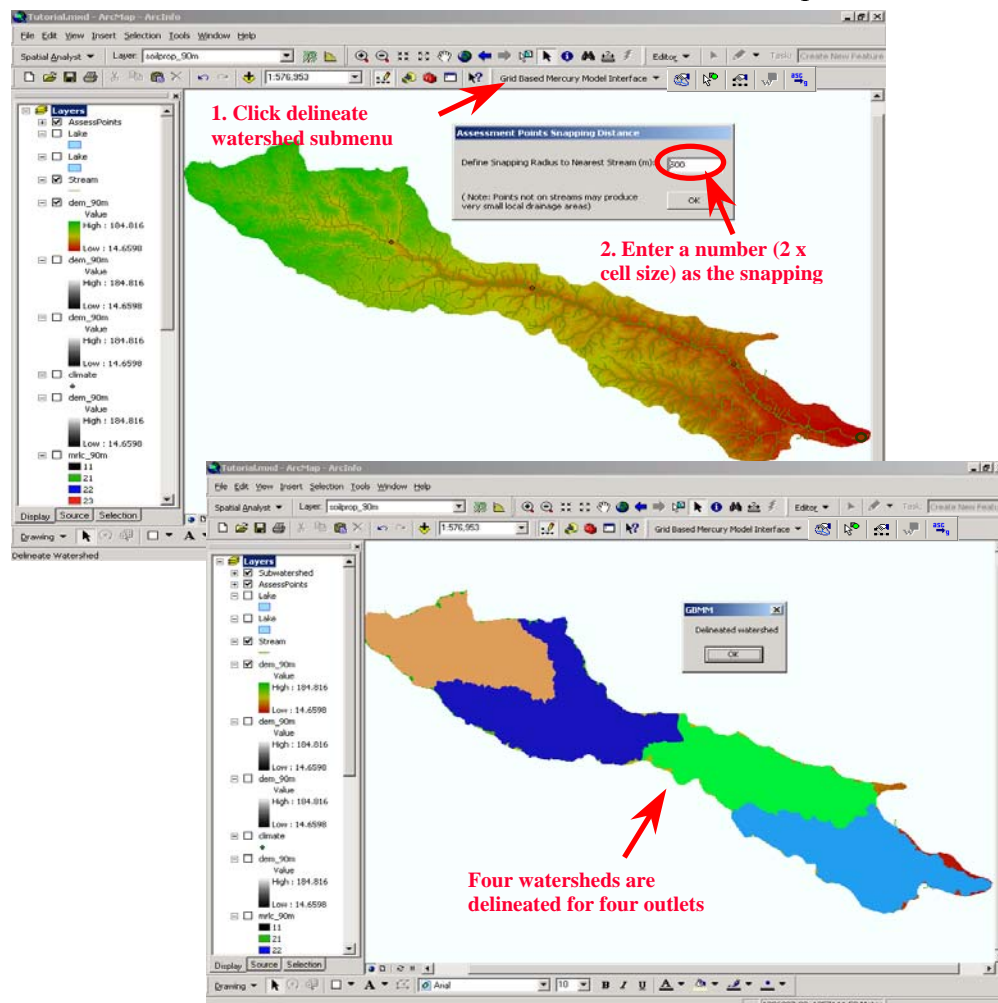 Tutorial.mxd - ArcMap - ArcInfo
File Edit View Insert Selection Tools Window Help
Spatial Analyst Layer: soilprop_90m Editor Task: Create New Feature
1:576,953 Grid Based Mercury Model Interface
Layers
AssessPoints
Lake
Lake
Stream
dem_90m
Value
High : 184.816
Low : 14.6598
dem_90m
Value
High : 184.816
Low : 14.6598
dem_90m
Value
High : 184.816
Low : 14.6598
climate
dem_90m
Value
High : 184.816
Low : 14.6598
mrlc_90m
11
21
22
23
Display Source Selection
Drawing A
Delineate Watershed
1. Click delineate
watershed submenu
Assessment Points Snapping Distance
Define Snapping Radius to Nearest Stream (m):
300
( Note: Points not on streams may produce
very small local drainage areas)
OK
2. Enter a number (2 x
cell size) as the snapping
Tutorial.mxd - ArcMap - ArcInfo
File Edit View Insert Selection Tools Window Help
Spatial Analyst Layer: soilprop_90m Editor Task: Create New Featu
1:576,953 Grid Based Mercury Model Interface
Layers
Subwatershed
AssessPoints
Lake
Lake
Stream
dem_90m
Value
High : 184.816
Low : 14.6598
dem_90m
Value
High : 184.816
Low : 14.6598
dem_90m
Value
High : 184.816
Low : 14.6598
climate
dem_90m
Value
High : 184.816
Low : 14.6598
mrlc_90m
11
21
22
Display Source Selection
GBMM
Delineated watershed
OK
Four watersheds are
delineated for four outlets
Drawing A Arial 10 B I U A